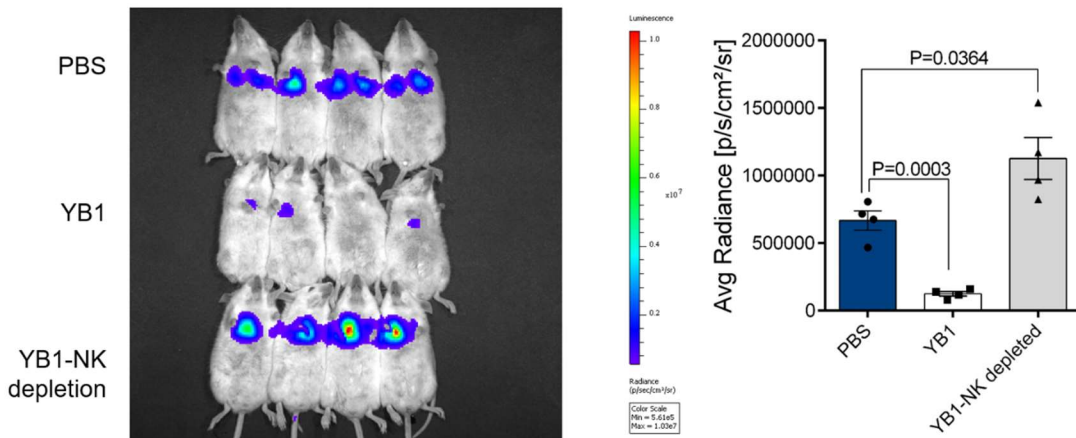 PBS
YB1
YB1-NK
depletion
Luminescence
1.0
0.8
0.6
x10⁷
0.4
0.2
Radiance
(p/sec/cm²/sr)
Color Scale
Min = 5.61e5
Max = 1.03e7
Avg Radiance [p/s/cm²/sr]
2000000
1500000
1000000
500000
0
P=0.0364
P=0.0003
PBS
YB1
YB1-NK depleted